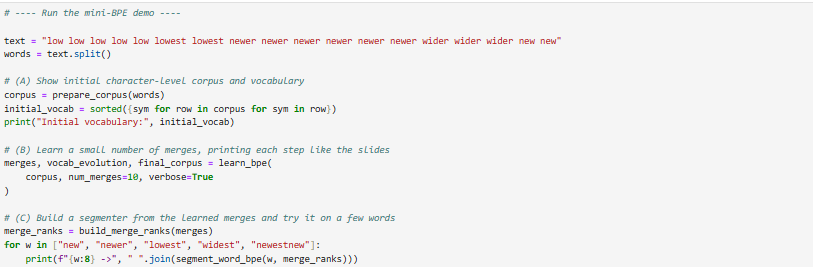 # ---- Run the mini-BPE demo ----
text = "low low low low low lowest lowest newer newer newer newer newer newer wider wider wider new new"
words = text.split()
# (A) Show initial character-level corpus and vocabulary
corpus = prepare_corpus(words)
initial_vocab = sorted({sym for row in corpus for sym in row})
print("Initial vocabulary:", initial_vocab)
# (B) Learn a small number of merges, printing each step like the slides
merges, vocab_evolution, final_corpus = learn_bpe(
    corpus, num_merges=10, verbose=True
)
# (C) Build a segmenter from the learned merges and try it on a few words
merge_ranks = build_merge_ranks(merges)
for w in ["new", "newer", "lowest", "widest", "newestnew"]:
    print(f"{w:8} ->", " ".join(segment_word_bpe(w, merge_ranks)))